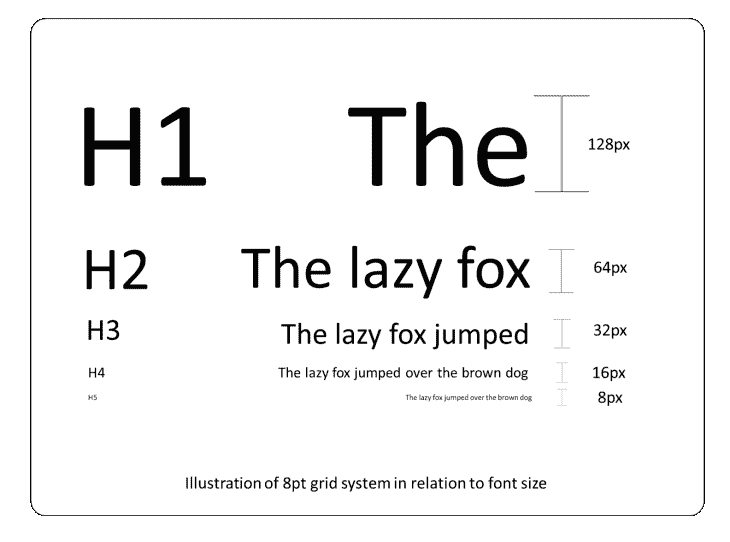 H1 The 128px
H2 The lazy fox 64px
H3 The lazy fox jumped 32px
H4 The lazy fox jumped over the brown dog 16px
H5 The lazy fox jumped over the brown dog 8px
Illustration of 8pt grid system in relation to font size